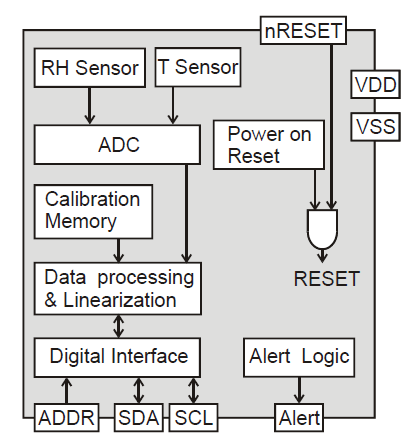 nRESET
RH Sensor
T Sensor
VDD
VSS
ADC
Power on
Reset
Calibration
Memory
Data processing
& Linearization
RESET
Digital Interface
Alert Logic
ADDR
SDA
SCL
Alert